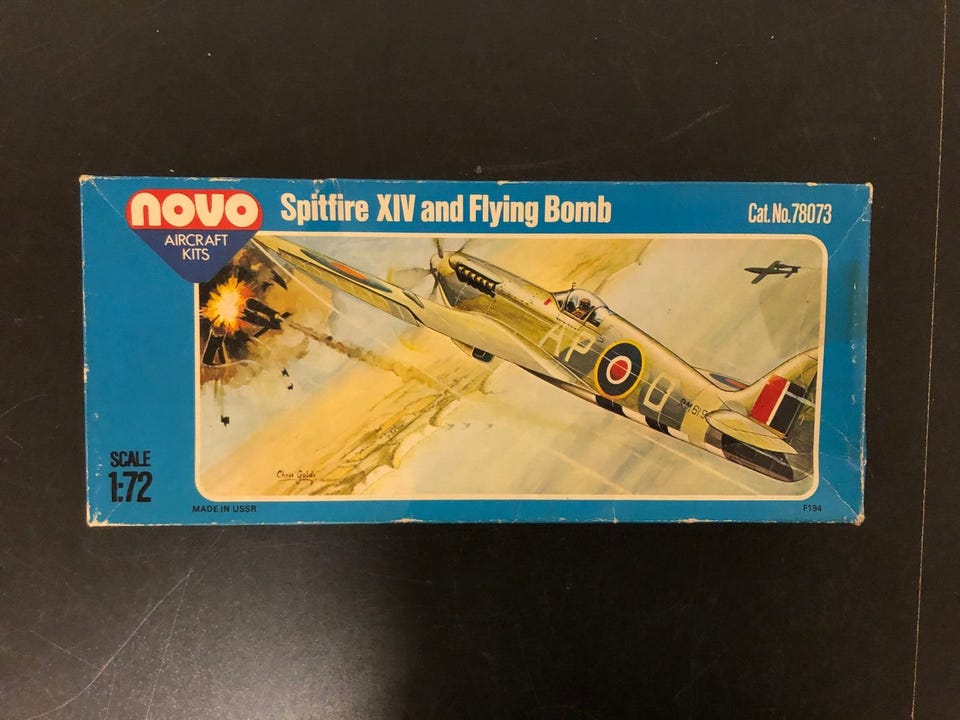 novo
AIRCRAFT
KITS
Spitfire XIV and Flying Bomb
Cat.No.78073
AP
D
RM619
Chris Golds
SCALE
1:72
MADE IN USSR
F194